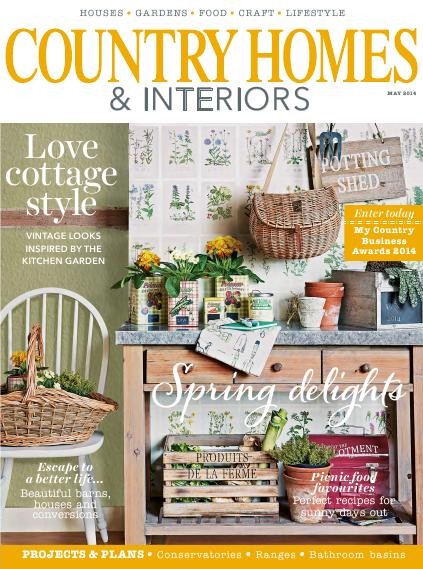 HOUSES • GARDENS • FOOD • CRAFT • LIFESTYLE
COUNTRY HOMES
& INTERIORS
MAY 2014
Love
cottage
style
VINTAGE LOOKS
INSPIRED BY THE
KITCHEN GARDEN
POTTING
SHED
Enter today
My Country
Business
Awards 2014
Spring delights
PRODUITS
DE LA FERME
Escape to
a better life...
Beautiful barns,
houses and
conversions
Picnic food
favourites
Perfect recipes for
sunny days out
PROJECTS & PLANS • Conservatories • Ranges • Bathroom basins